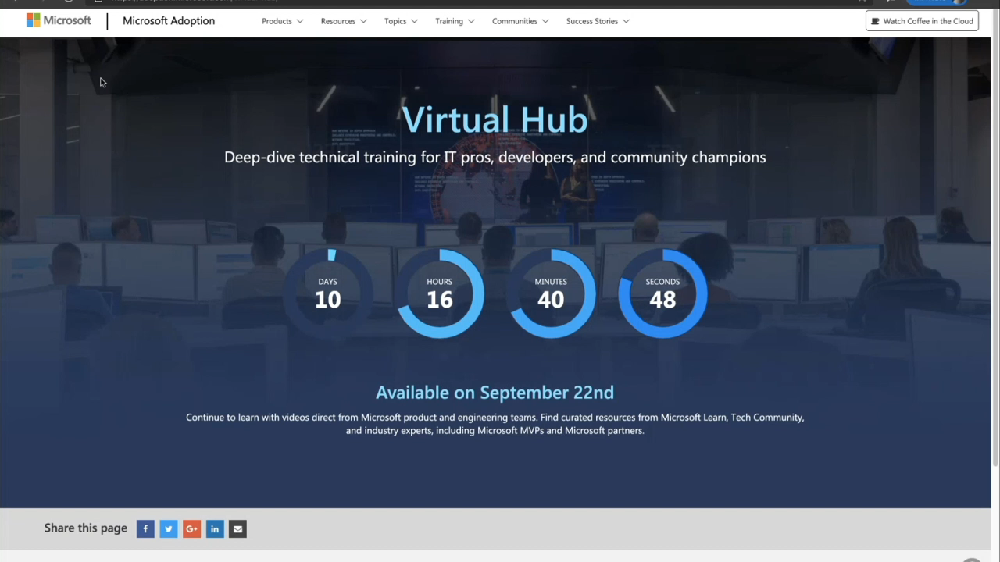 Microsoft
Microsoft Adoption
Products
Resources
Topics
Training
Communities
Success Stories
Watch Coffee in the Cloud
Virtual Hub
Deep-dive technical training for IT pros, developers, and community champions
DAYS
10
HOURS
16
MINUTES
40
SECONDS
48
Available on September 22nd
Continue to learn with videos direct from Microsoft product and engineering teams. Find curated resources from Microsoft Learn, Tech Community,
and industry experts, including Microsoft MVPs and Microsoft partners.
Share this page
f
G+
in